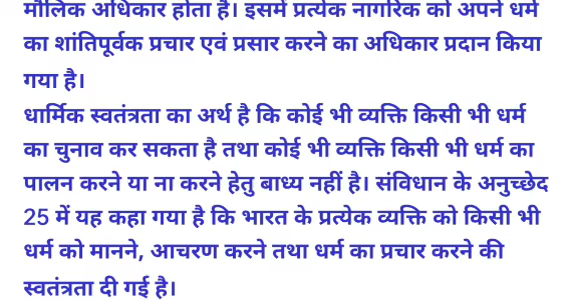 मौलिक अधिकार होता है। इसमें प्रत्येक नागरिक को अपने धर्म
का शांतिपूर्वक प्रचार एवं प्रसार करने का अधिकार प्रदान किया
गया है।
धार्मिक स्वतंत्रता का अर्थ है कि कोई भी व्यक्ति किसी भी धर्म
का चुनाव कर सकता है तथा कोई भी व्यक्ति किसी भी धर्म का
पालन करने या ना करने हेतु बाध्य नहीं है। संविधान के अनुच्छेद
25 में यह कहा गया है कि भारत के प्रत्येक व्यक्ति को किसी भी
धर्म को मानने, आचरण करने तथा धर्म का प्रचार करने की
स्वतंत्रता दी गई है।